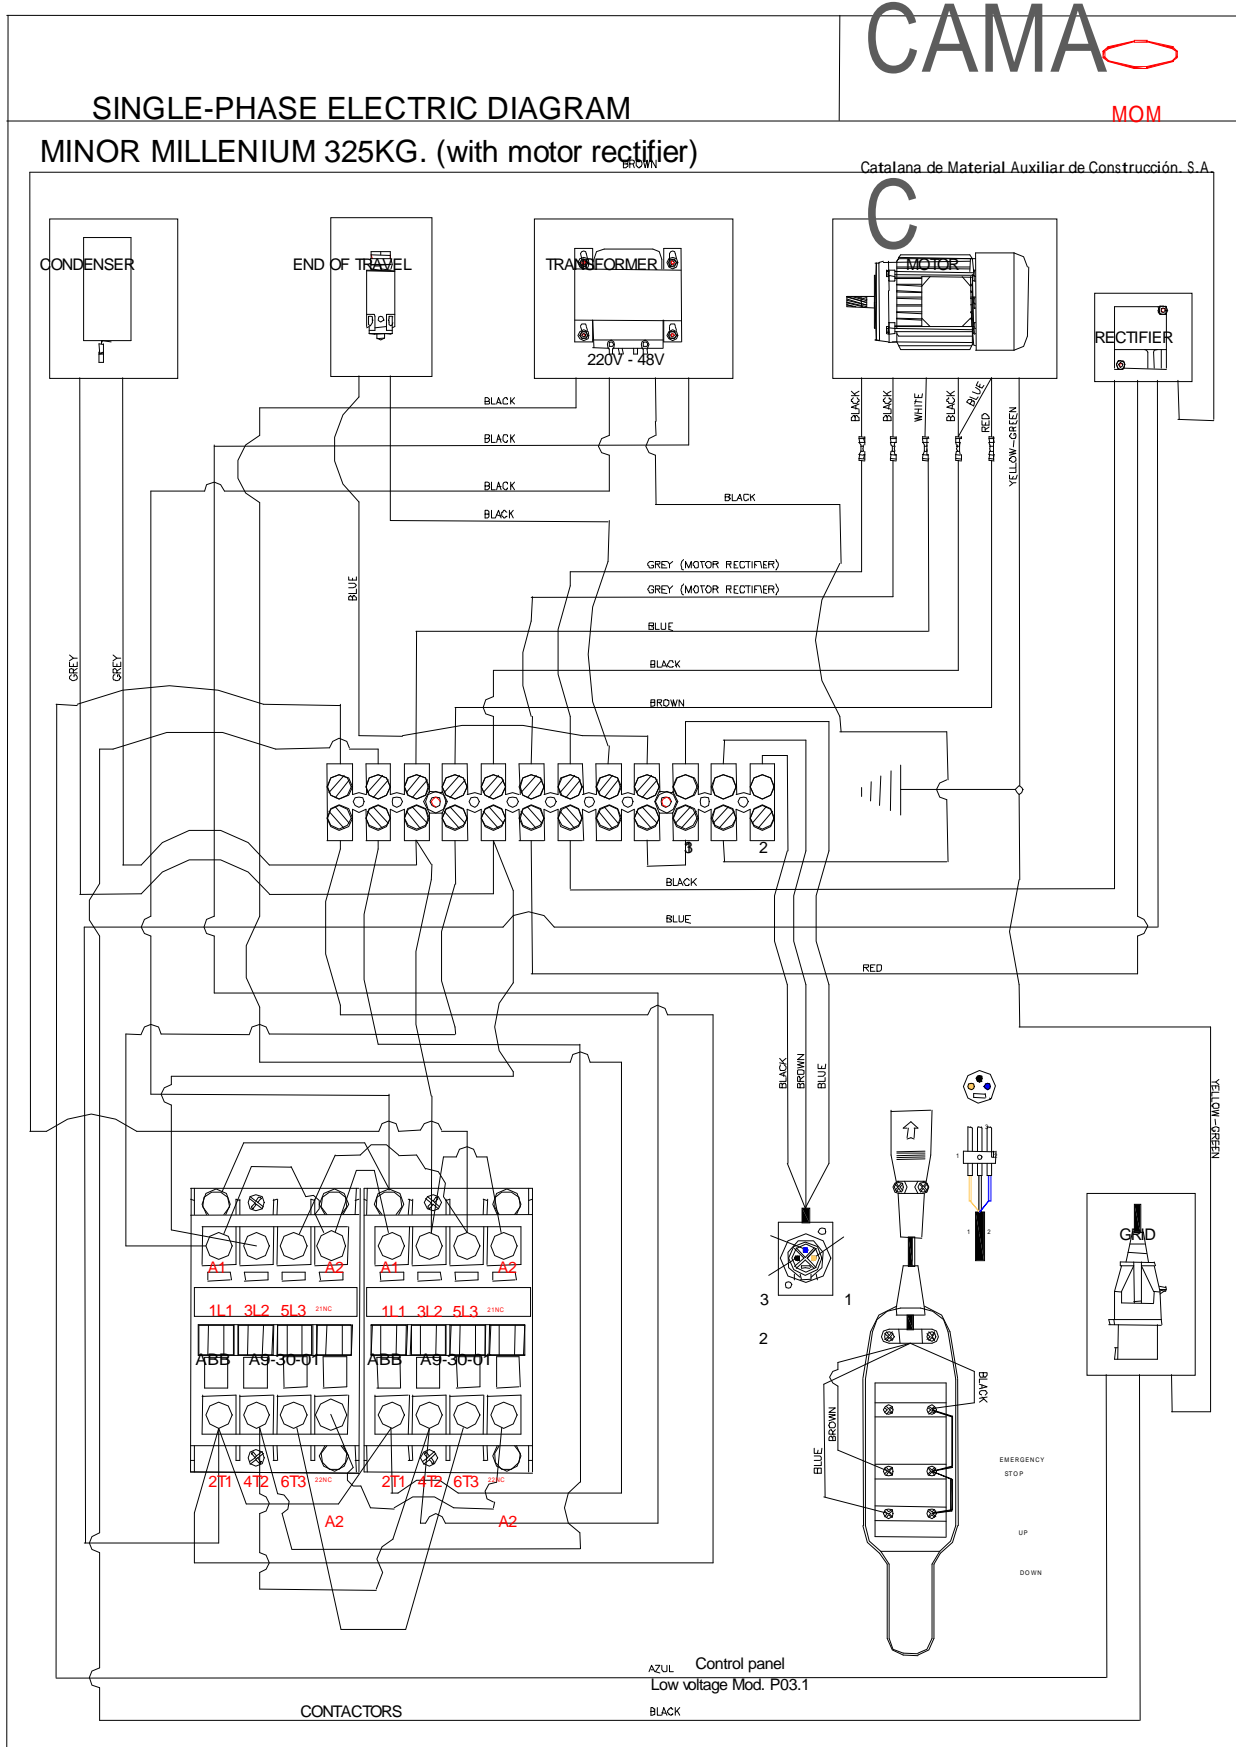 CAMA
SINGLE-PHASE ELECTRIC DIAGRAM
MOM
MINOR MILLENIUM 325KG. (with motor rectifier)
BROWN
Catalana de Material Auxiliar de Construcción, S.A.
C
CONDENSER
END OF TRAVEL
TRANSFORMER
MOTOR
RECTIFIER
220V - 48V
BLACK
BLACK
BLACK
BLACK
BLACK
BLACK
BLACK
WHITE
BLACK
BLUE
RED
YELLOW-GREEN
GREY (MOTOR RECTIFIER)
GREY (MOTOR RECTIFIER)
BLUE
BLUE
BLACK
GREY
GREY
BROWN
3
2
BLACK
BLUE
RED
BLACK
BROWN
BLUE
YELLOW-GREEN
1
1
2
GRID
A1
A2
A1
A2
1L1
3L2
5L3
21NC
1L1
3L2
5L3
21NC
3
1
2
ABB
A9-30-01
ABB
A9-30-01
BLACK
BROWN
BLUE
EMERGENCY
STOP
2T1
4T2
6T3
22NC
2T1
4T2
6T3
22NC
A2
A2
UP
DOWN
AZUL
Control panel
Low voltage Mod. P03.1
CONTACTORS
BLACK